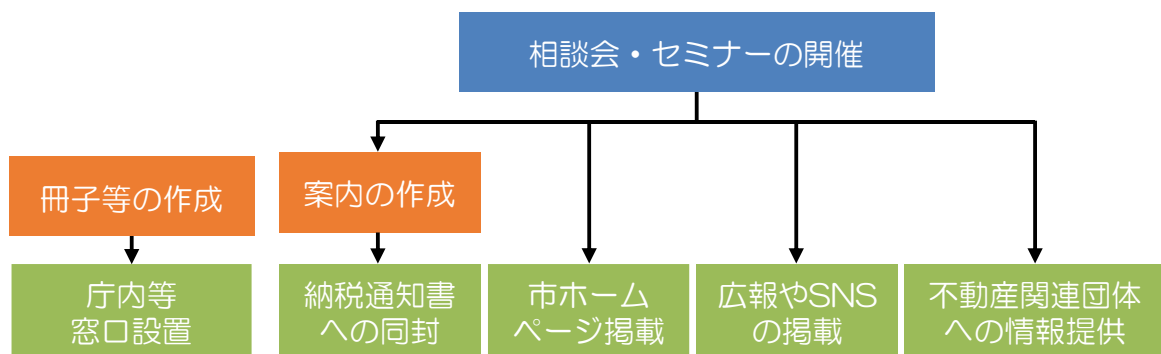 相談会・セミナーの開催
冊子等の作成
案内の作成
庁内等
窓口設置
納税通知書
への同封
市ホーム
ページ掲載
広報やSNS
の掲載
不動産関連団体
への情報提供